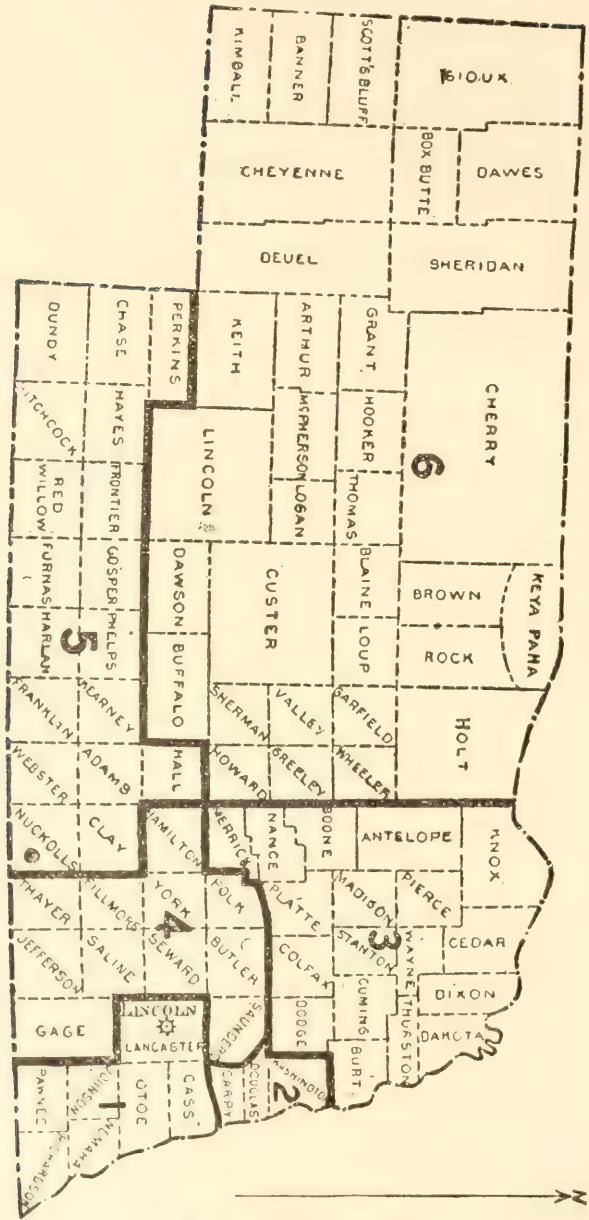 N
SIOUX
DAWES
BOX BUTTE
SHERIDAN
SCOTT'S BLUFF
BANNER
KIMBALL
CHEYENNE
DEUEL
CHERRY
6
KEYA PAHA
BROWN
ROCK
HOLT
GRANT
HOOKER
THOMAS
BLAINE
LOUP
GARFIELD
WHEELER
ARTHUR
McPHERSON
LOGAN
CUSTER
VALLEY
GREELEY
SHERMAN
HOWARD
KEITH
LINCOLN
DAWSON
BUFFALO
HALL
KNOX
CEDAR
DIXON
DAKOTA
ANTELOPE
PIERCE
WAYNE
THURSTON
3
BOONE
MADISON
STANTON
CUMING
BURT
NANCE
PLATTE
COLFAX
DODGE
MERRICK
WASHINGTON
2
DOUGLAS
SARPY
POLK
BUTLER
SAUNDERS
HAMILTON
YORK
SEWARD
4
FILLMORE
SALINE
THAYER
JEFFERSON
GAGE
LINCOLN
LANCASTER
CASS
OTOE
1
JOHNSON
NEMAHA
PAWNEE
RICHARDSON
PERKINS
CHASE
HAYES
FRONTIER
GOSPER
PHELPS
KEARNEY
ADAMS
CLAY
5
DUNDY
HITCHCOCK
RED
WILLOW
FURNAS
HARLAN
FRANKLIN
WEBSTER
NUCKOLLS